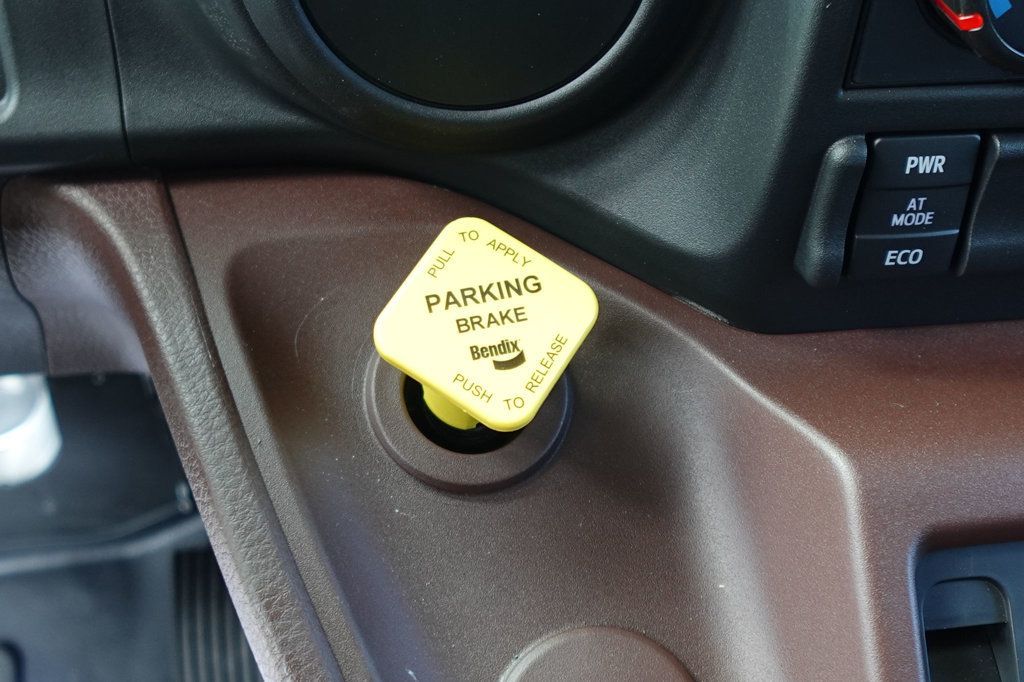 PULL TO APPLY
PARKING
BRAKE
Bendix
PUSH TO RELEASE
PWR
AT
MODE
ECO